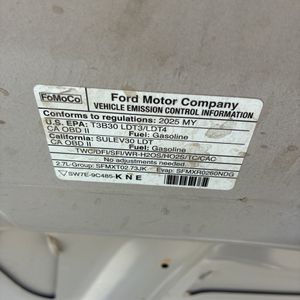 FoMoCo
Ford Motor Company
VEHICLE EMISSION CONTROL INFORMATION
Conforms to regulations: 2025 MY
U.S. EPA: T3B30 LDT3/LDT4
CA OBD II Fuel: Gasoline
California: SULEV30 LDT
CA OBD II Fuel: Gasoline
TWC/DFI/SFI/WR-H2OS/HO2S/TC/CAC
No adjustments needed.
2.7L-Group: SFMXT02.73JK Evap: SFMXR0260NDG
SW7E-9C485-KNE